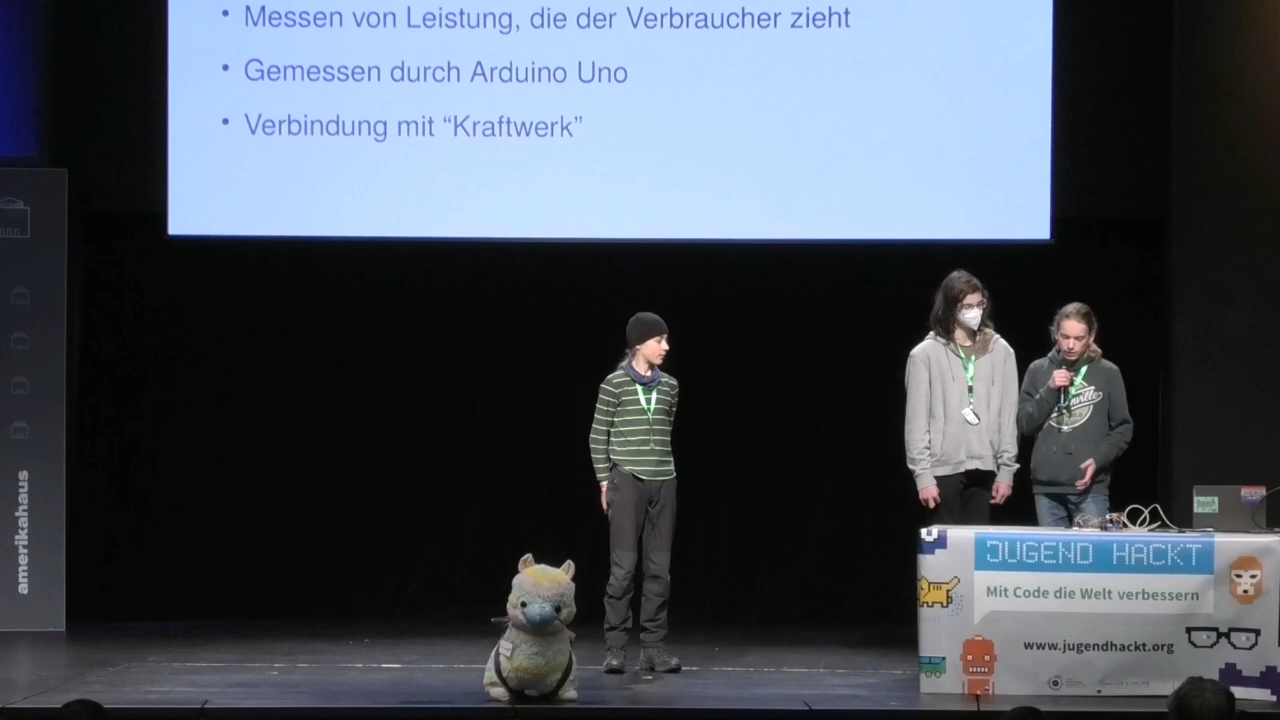 • Messen von Leistung, die der Verbraucher zieht
• Gemessen durch Arduino Uno
• Verbindung mit “Kraftwerk”
amerikahaus
JUGEND HACKT
Mit Code die Welt verbessern
www.jugendhackt.org